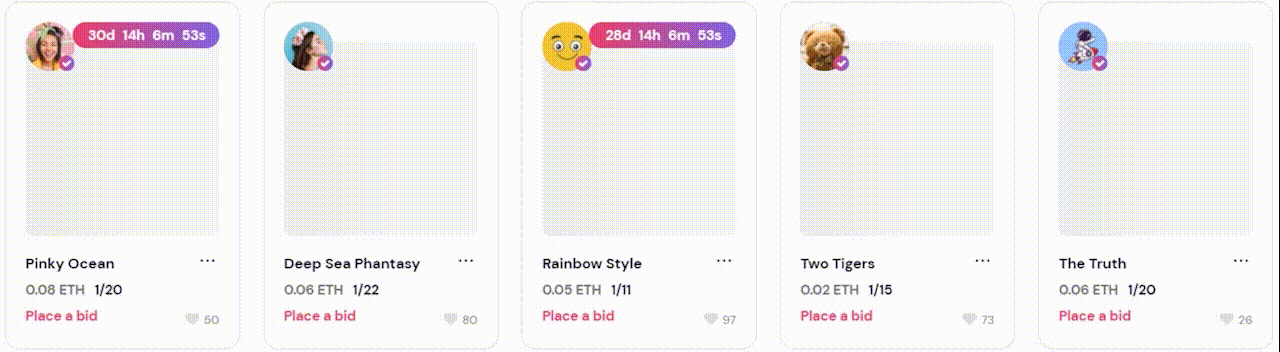 30d 14h 6m 53s
Pinky Ocean
0.08 ETH 1/20
Place a bid
50
Deep Sea Phantasy
0.06 ETH 1/22
Place a bid
80
28d 14h 6m 53s
Rainbow Style
0.05 ETH 1/11
Place a bid
97
Two Tigers
0.02 ETH 1/15
Place a bid
73
The Truth
0.06 ETH 1/20
Place a bid
26